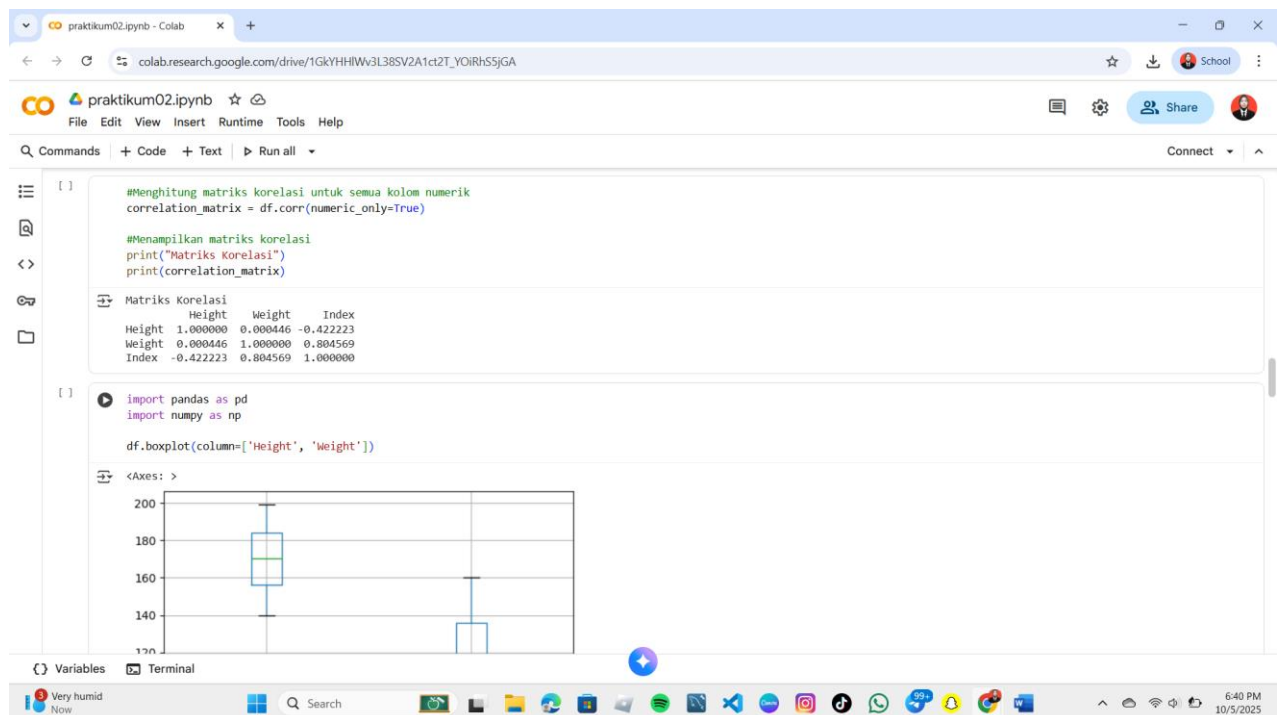 praktikum02.ipynb - Colab
colab.research.google.com/drive/1GkYHHlWv3L38SV2A1ct2T_YOiRhS5jGA
School
praktikum02.ipynb
File Edit View Insert Runtime Tools Help
Share
Commands + Code + Text Run all
Connect
[ ]
#Menghitung matriks korelasi untuk semua kolom numerik
correlation_matrix = df.corr(numeric_only=True)
#Menampilkan matriks korelasi
print("Matriks Korelasi")
print(correlation_matrix)
Matriks Korelasi
Height Weight Index
Height 1.000000 0.000446 -0.422223
Weight 0.000446 1.000000 0.804569
Index -0.422223 0.804569 1.000000
[ ]
import pandas as pd
import numpy as np
df.boxplot(column=['Height', 'Weight'])
<Axes: >
200
180
160
140
120
{} Variables Terminal
3
Very humid
Now
Search
99+
6:40 PM
10/5/2025